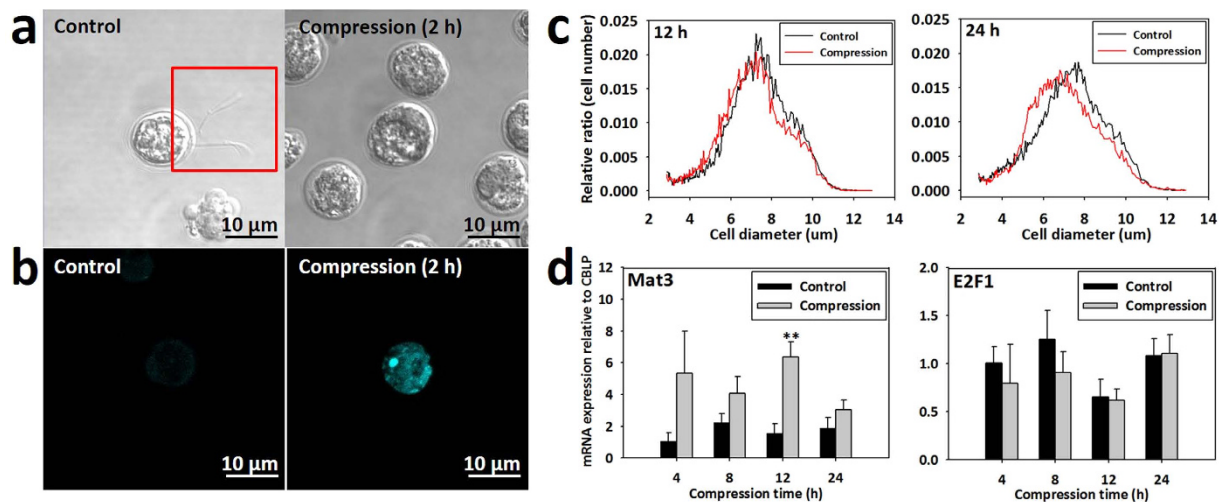 a
Control
Compression (2 h)
10 µm
10 µm
b
Control
Compression (2 h)
10 µm
10 µm
c
Relative ratio (cell number)
0.025
0.020
0.015
0.010
0.005
0.000
12 h
Control
Compression
2 4 6 8 10 12 14
Cell diameter (um)
0.025
0.020
0.015
0.010
0.005
0.000
24 h
Control
Compression
2 4 6 8 10 12 14
Cell diameter (um)
d
mRNA expression relative to CBLP
12
10
8
6
4
2
0
Mat3
Control
Compression
**
4 8 12 24
Compression time (h)
2.0
1.5
1.0
0.5
0.0
E2F1
Control
Compression
4 8 12 24
Compression time (h)